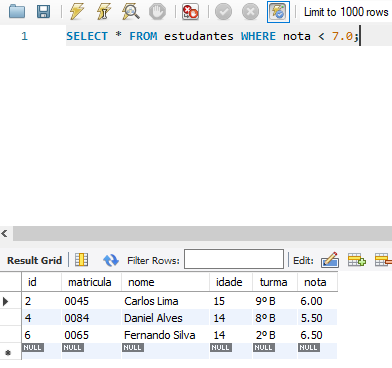 Limit to 1000 rows
1 SELECT * FROM estudantes WHERE nota < 7.0;
Result Grid Filter Rows: Edit:
id matricula nome idade turma nota
2 0045 Carlos Lima 15 9º B 6.00
4 0084 Daniel Alves 14 8º B 5.50
6 0065 Fernando Silva 14 2º B 6.50
NULL NULL NULL NULL NULL NULL